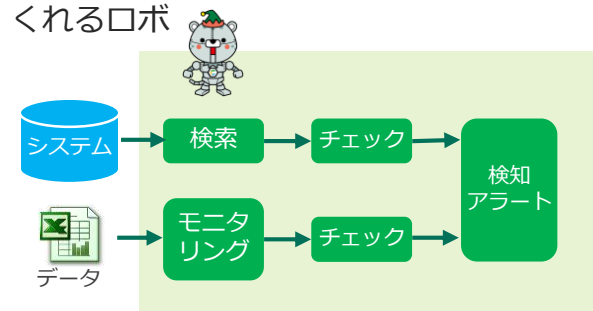 くれるロボ
システム
検索
チェック
検知
アラート
データ
モニタ
リング
チェック